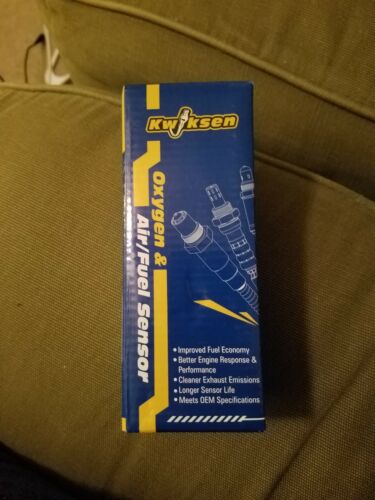 Kwiksen
Oxygen &
Air/Fuel Sensor
• Improved Fuel Economy
• Better Engine Response &
Performance
• Cleaner Exhaust Emissions
• Longer Sensor Life
• Meets OEM Specifications